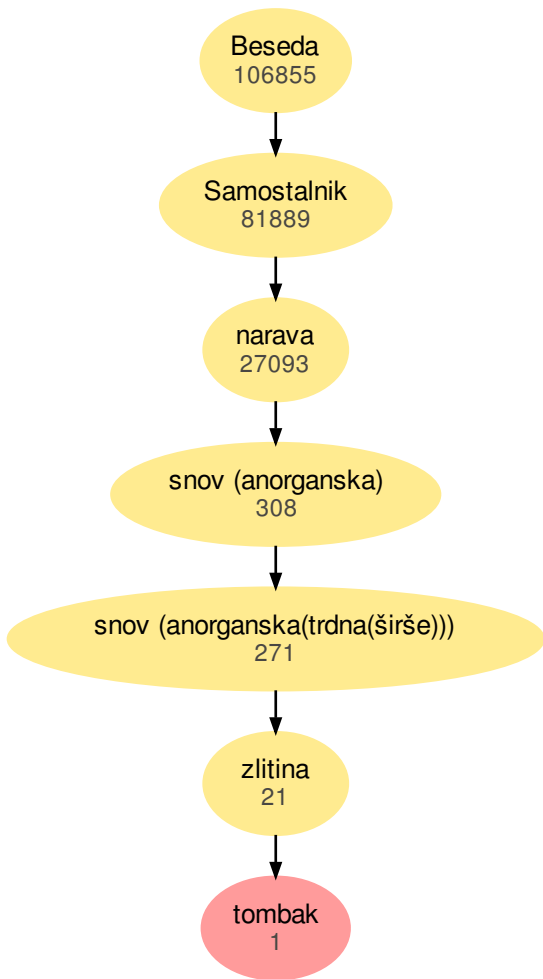 Beseda
106855
Samostalnik
81889
narava
27093
snov (anorganska)
308
snov (anorganska(trdna(širše)))
271
zlitina
21
tombak
1